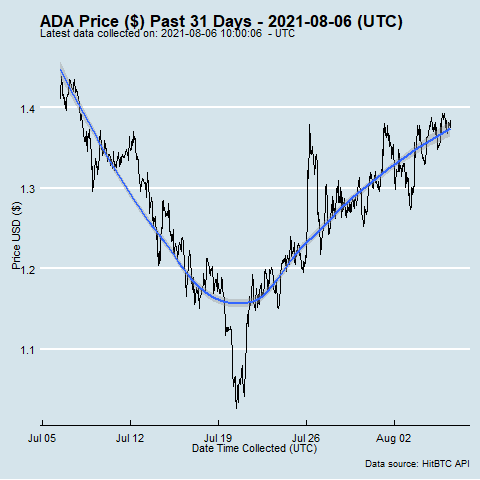 ADA Price ($) Past 31 Days - 2021-08-06 (UTC)
Latest data collected on: 2021-08-06 10:00:06 - UTC
1.4
1.3
1.2
1.1
Price USD ($)
Jul 05 Jul 12 Jul 19 Jul 26 Aug 02
Date Time Collected (UTC)
Data source: HitBTC API